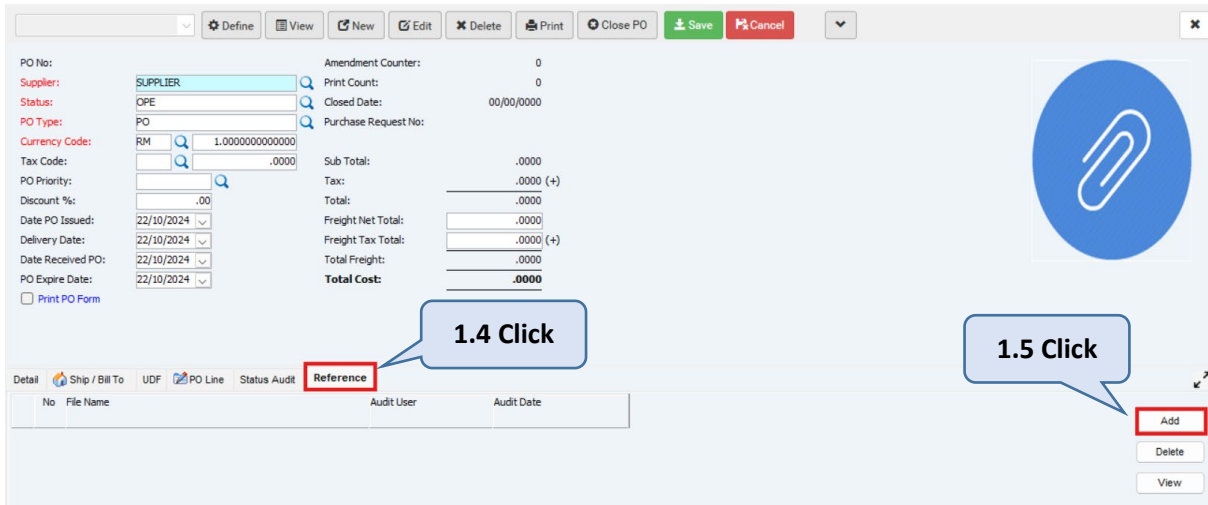 Define View New Edit Delete Print Close PO Save Cancel
PO No: Amendment Counter: 0
Supplier: SUPPLIER Print Count: 0
Status: OPE Closed Date: 00/00/0000
PO Type: PO Purchase Request No:
Currency Code: RM 1.0000000000000
Tax Code: .0000 Sub Total: .0000
PO Priority: Tax: .0000 (+)
Discount %: .00 Total: .0000
Date PO Issued: 22/10/2024 Freight Net Total: .0000
Delivery Date: 22/10/2024 Freight Tax Total: .0000 (+)
Date Received PO: 22/10/2024 Total Freight: .0000
PO Expire Date: 22/10/2024 Total Cost: .0000
Print PO Form
1.4 Click
1.5 Click
Detail Ship / Bill To UDF PO Line Status Audit Reference
No File Name Audit User Audit Date
Add
Delete
View